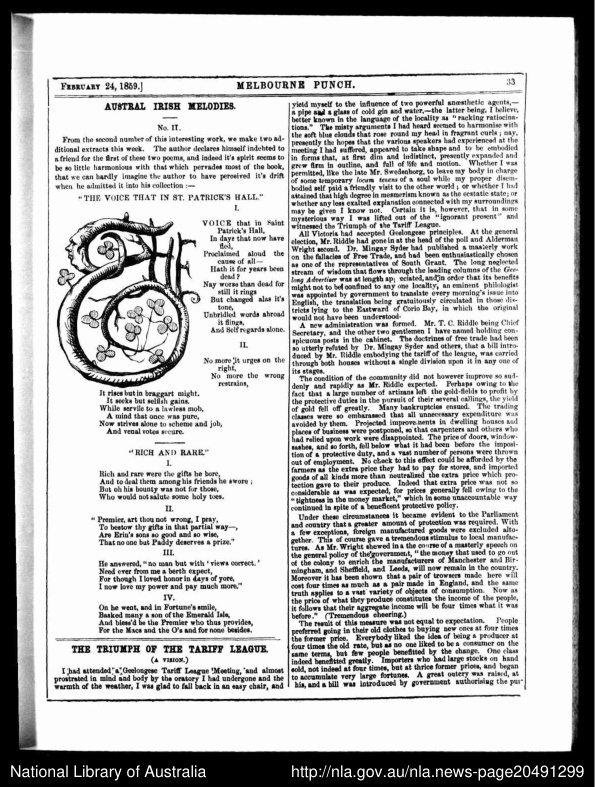 FEBRUARY 24, 1859.]
MELBOURNE PUNCH.
33
AUSTRAL IRISH MELODIES.
No. II.
From the second number of this interesting work, we make two ad-
ditional extracts this week. The author declares himself indebted to
a friend for the first of these two poems, and indeed it's spirit seems to
be so little harmonious with that which pervades most of the book,
that we can hardly imagine the author to have perceived it's drift
when he admitted it into his collection :—
"THE VOICE THAT IN ST. PATRICK'S HALL."
I.
THE
VOICE that in Saint
Patrick's Hall,
In days that now have
fled,
Proclaimed aloud the
cause of all—
Hath it for years been
dead?
Nay worse than dead for
still it rings
But changed alas it's
tone,
Unbridled words abroad
it flings,
And Self regards alone.
II.
No more it urges on the
right,
No more the wrong
restrains,
It rises but in braggart might.
It seeks but selfish gains.
While servile to a lawless mob,
A mind that once was pure,
Now strives alone to scheme and job,
And venal votes secure.
"RICH AND RARE."
I.
Rich and rare were the gifts he bore,
And to deal them among his friends he swore ;
But oh his bounty was not for those,
Who would not salute some holy toes.
II.
" Premier, art thou not wrong, I pray,
To bestow thy gifts in that partial way—,
Are Erin's sons so good and so wise,
That no one but Paddy deserves a prize."
III.
He answered, " no man but with 'views correct.'
Need ever from me a berth expect,
For though I loved honor in days of yore,
I now love my power and pay much more,"
IV.
On he went, and in Fortune's smile,
Basked many a son of the Emerald Isle,
And bless'd be the Premier who thus provides,
For the Macs and the O's and for none besides.
THE TRIUMPH OF THE TARIFF LEAGUE.
(A VISION.)
I had attended a Geelongese Tariff League Meeting, and almost
prostrated in mind and body by the oratory I had undergone and the
warmth of the weather, I was glad to fall back in an easy chair, and
yield myself to the influence of two powerful anæsthetic agents,—
a pipe and a glass of cold gin and water,—the latter being, I believe,
better known in the language of the locality as "racking ratiocina-
tions." The misty arguments I had heard seemed to harmonise with
the soft blue clouds that rose round my head in fragrant curls ; nay,
presently the hopes that the various speakers had experienced at the
meeting I had suffered, appeared to take shape and to be embodied
in forms that, at first dim and indistinct, presently expanded and
grew firm in outline, and full of life and motion. Whether I was
permitted, like the late Mr. Swedenborg, to leave my body in charge
of some temporary locum tenens of a soul while my proper disem-
bodied self paid a friendly visit to the other world ; or whether I had
attained that high degree in mesmerism known as the ecstatic state; or
whether any less exalted explanation connected with my surroundings
may be given I know not. Certain it is, however, that in some
mysterious way I was lifted out of the "ignorant present" and
witnessed the Triumph of the Tariff League.
All Victoria had accepted Geelongese principles. At the general
election, Mr. Riddle had gone in at the head of the poll and Alderman
Wright second. Dr. Mingay Syder had published a masterly work
on the fallacies of Free Trade, and had been enthusiastically chosen
as one of the representatives of South Grant. The long neglected
stream of wisdom that flows through the leading columns of the Gee-
long Advertiser was at length ap; eciated, and in order that its benefits
might not to bel confined to any one locality, an eminent philologist
was appointed by government to translate every morning's issue into
English, the translation being gratuitously circulated in those dis-
tricts lying to the Eastward of Corio Bay, in which the original
would not have been understood-
A new administration was formed. Mr. T. C. Riddle being Chief
Secretary, and the other two gentlemen I have named holding con-
spicuous posts in the cabinet. The doctrines of free trade had been
so utterly refuted by Dr. Mingay Syder and others, that a bill intro-
duced by Mr. Riddle embodying the tariff of the league, was carried
through both houses without a single division upon it in any one of
its stages.
The condition of the community did not however improve so sud-
denly and rapidly as Mr. Riddle expected. Perhaps owing to the
fact that a large number of artisans left the gold-fields to profit by
the protective duties in the pursuit of their several callings, the yield
of gold fell off greatly. Many bankruptcies ensued. The trading
classes were so embarassed that all unnecessary expenditure was
avoided by them. Projected improvements in dwelling houses and
places of business were postponed, so that carpenters and others who
had relied upon work were disappointed. The price of doors, window-
sashes, and so forth, fell below what it had been before the imposi-
tion of a protective duty, and a vast number of persons were thrown
out of employment. No check to this effect could be afforded by the
farmers as the extra price they had to pay for stores, and imported
goods of all kinds more than neutralised the extra price which pro-
tection gave to their produce. Indeed that extra price was not so
considerable as was expected, for prices generally fell owing to the
"tightness in the money market," which in some unaccountable way
continued in spite of a beneficent protective policy.
Under these circumstances it became evident to the Parliament
and country that a greater amount of protection was required. With
a few exceptions, foreign manufactured goods were excluded alto-
gether. This of course gave a tremendous stimulus to local manufac-
tures. As Mr. Wright shewed in a the course of a masterly speech on
the general policy of the government, "the money that used to go out
of the colony to enrich the manufacturers of Manchester and Bir-
mingham, and Sheffield, and Leeds, will now remain in the country.
Moreover it has been shown that a pair of trowsers made here will
cost four times as much as a pair made in England, and the same
truth applies to a vast variety of objects of consumption. Now as
the price of what they produce constitutes the income of the people,
it follows that their aggregate income will be four times what it was
before." (Tremendous cheering.)
The result of this measure was not equal to expectation. People
preferred going in their old clothes to buying new ones at four times
the former price. Everybody liked the idea of being a producer at
four times the old rate, but as no one liked to be a consumer on the
same terms, but few people benefited by the change. One class
indeed benefited greatly. Importers who had large stocks on hand
sold, not indeed at four times, but at thrice former prices, and began
to accumulate very large fortunes. A great outery was raised, at
his, and a bill was introduced by government authorising the pur-
National Library of Australia
http://nla.gov.au/nla.news-page20491299